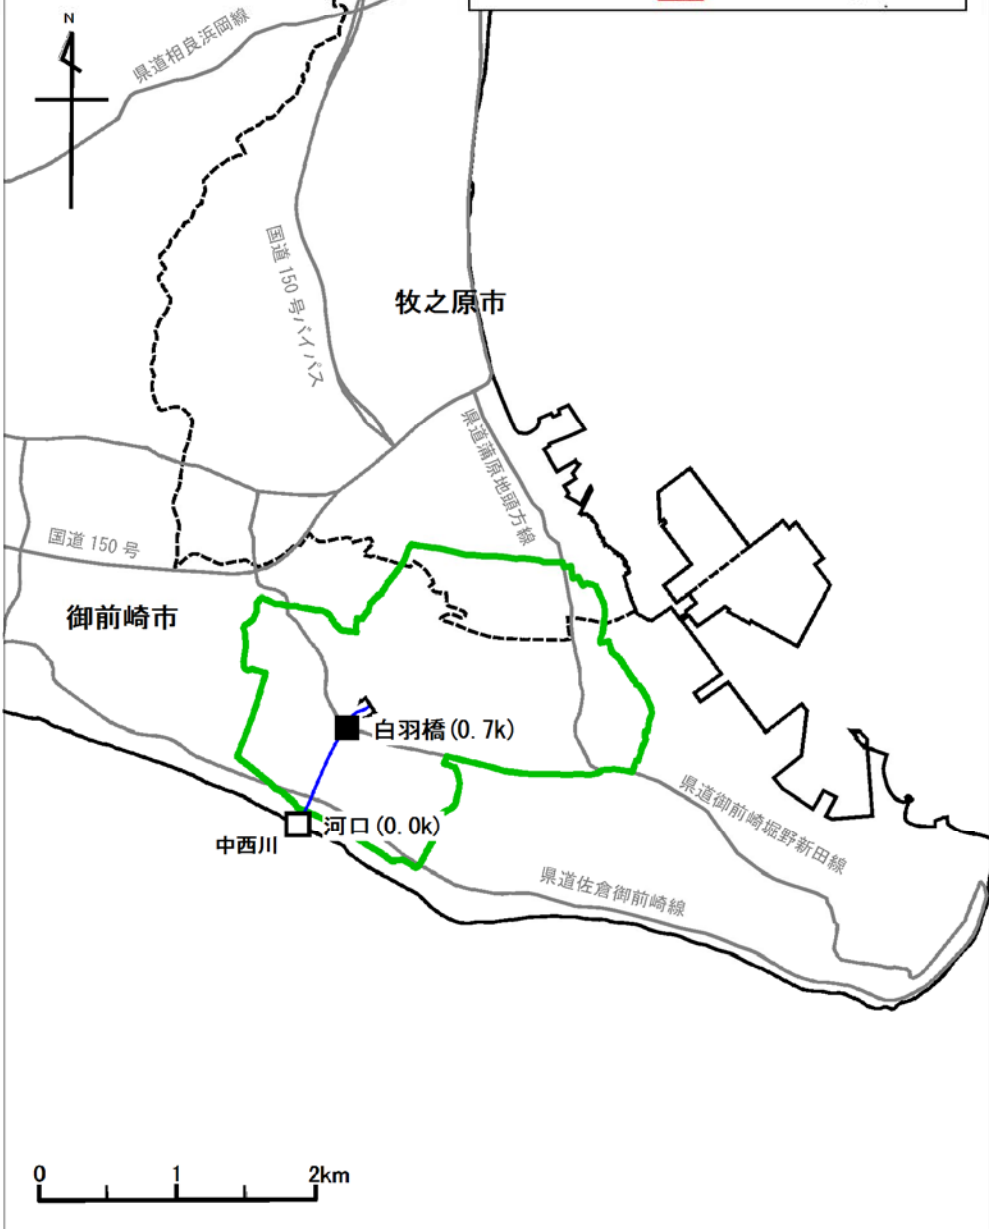 N
県道相良浜岡線
国道150号バイパス
牧之原市
県道蒲原地頭方線
国道150号
御前崎市
白羽橋(0.7k)
県道御前崎堀野新田線
河口(0.0k)
中西川
県道佐倉御前崎線
0 1 2km